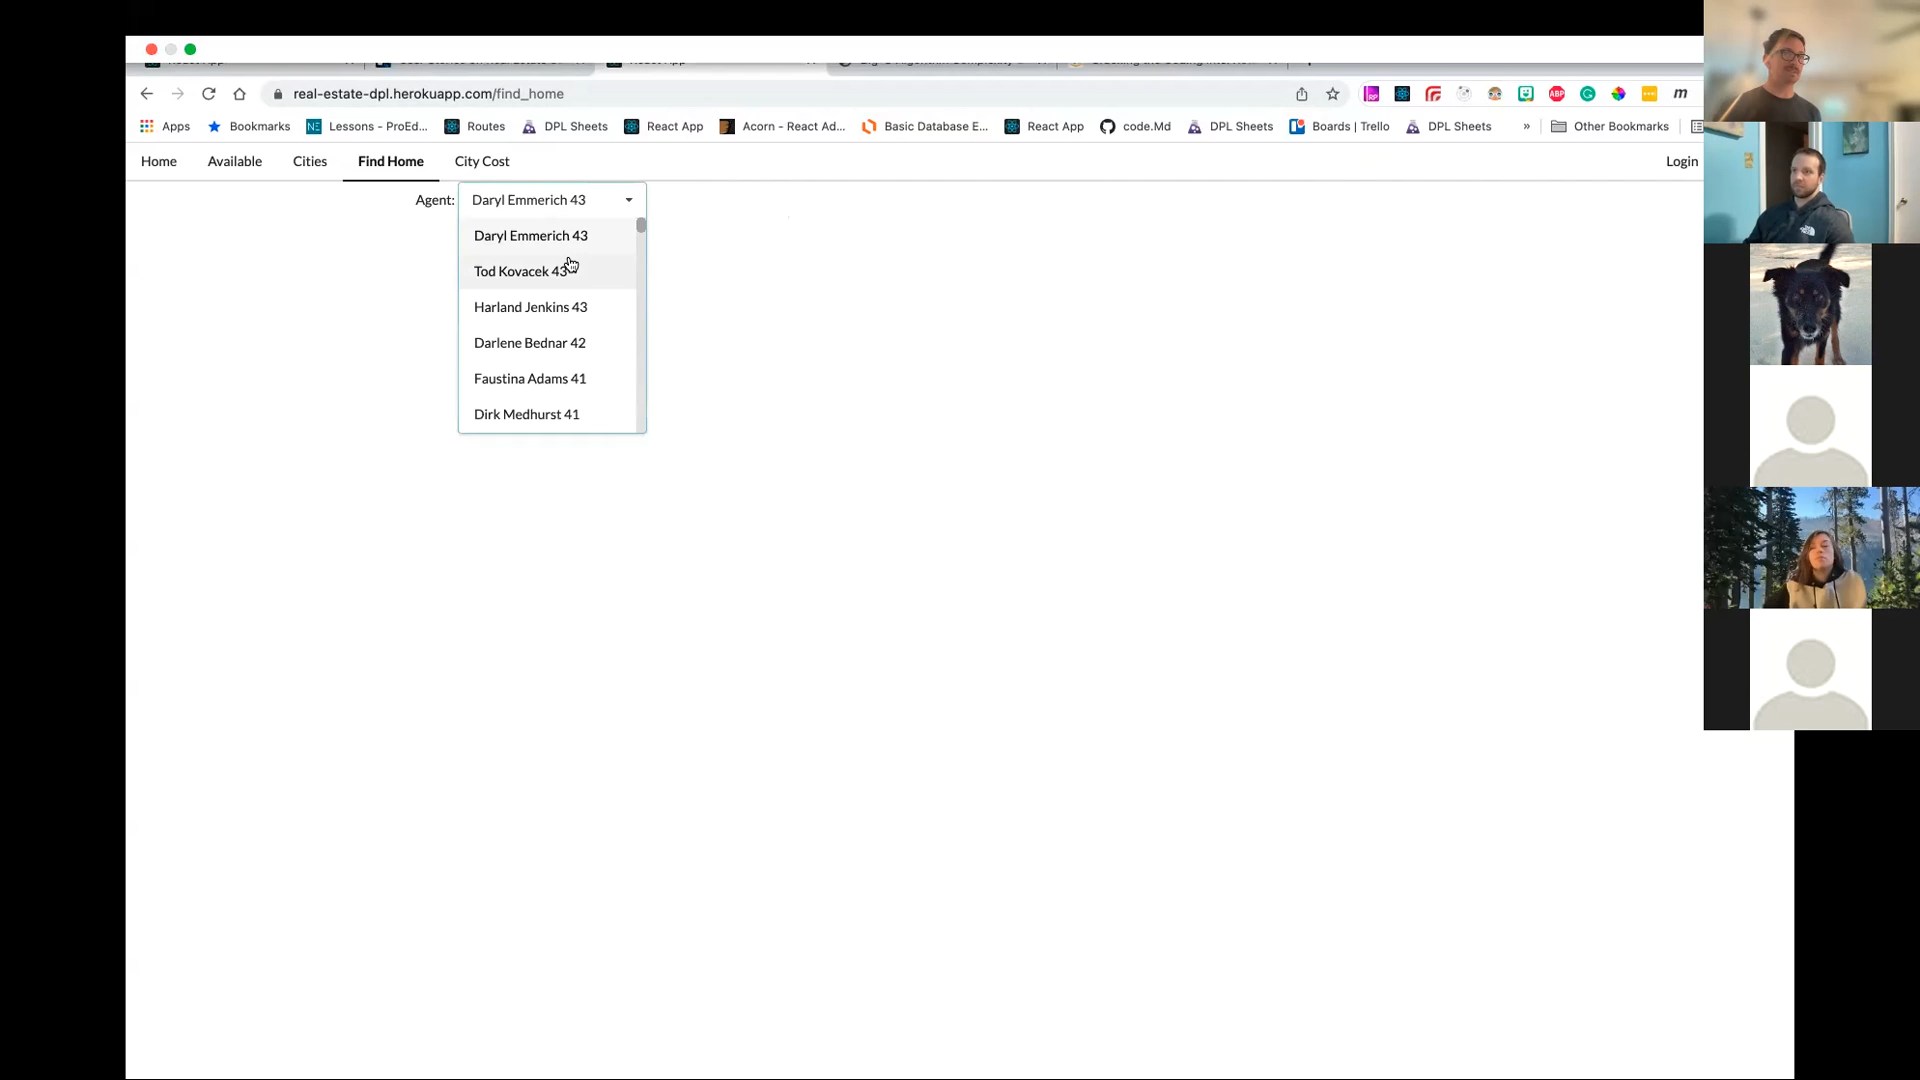 real-estate-dpl.herokuapp.com/find_home
Apps Bookmarks Lessons - ProEd... Routes DPL Sheets React App Acorn - React Ad... Basic Database E... React App code.Md DPL Sheets Boards | Trello DPL Sheets » Other Bookmarks
Home Available Cities Find Home City Cost Login
Agent: Daryl Emmerich 43
Daryl Emmerich 43
Tod Kovacek 43
Harland Jenkins 43
Darlene Bednar 42
Faustina Adams 41
Dirk Medhurst 41